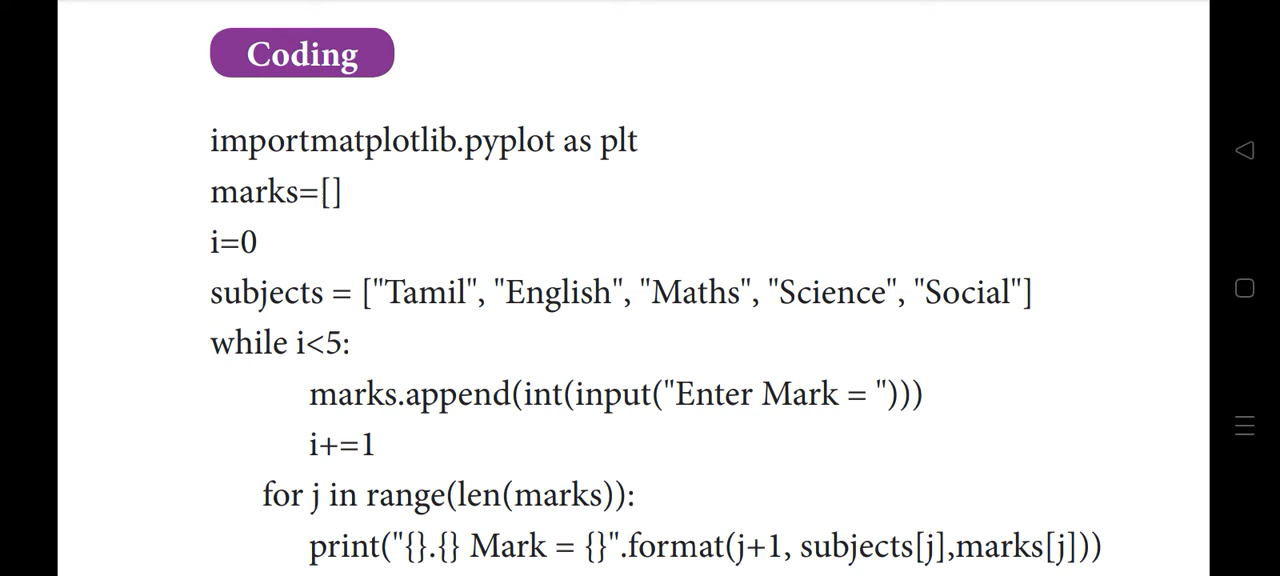 Coding
importmatplotlib.pyplot as plt
marks=[]
i=0
subjects = ["Tamil", "English", "Maths", "Science", "Social"]
while i<5:
marks.append(int(input("Enter Mark = ")))
i+=1
for j in range(len(marks)):
print("{}.{} Mark = {}".format(j+1, subjects[j],marks[j]))